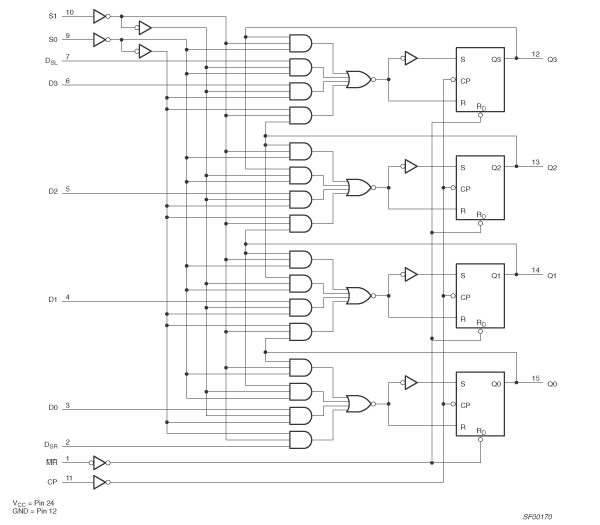 S1 10
S0 9
DSL 7
D3 6
S Q3 12 Q3
CP
R RD
D2 5
S Q2 13 Q2
CP
R RD
D1 4
S Q1 14 Q1
CP
R RD
D0 3
S Q0 15 Q0
CP
R RD
DSR 2
MR 1
CP 11
VCC = Pin 24
GND = Pin 12
SF00170